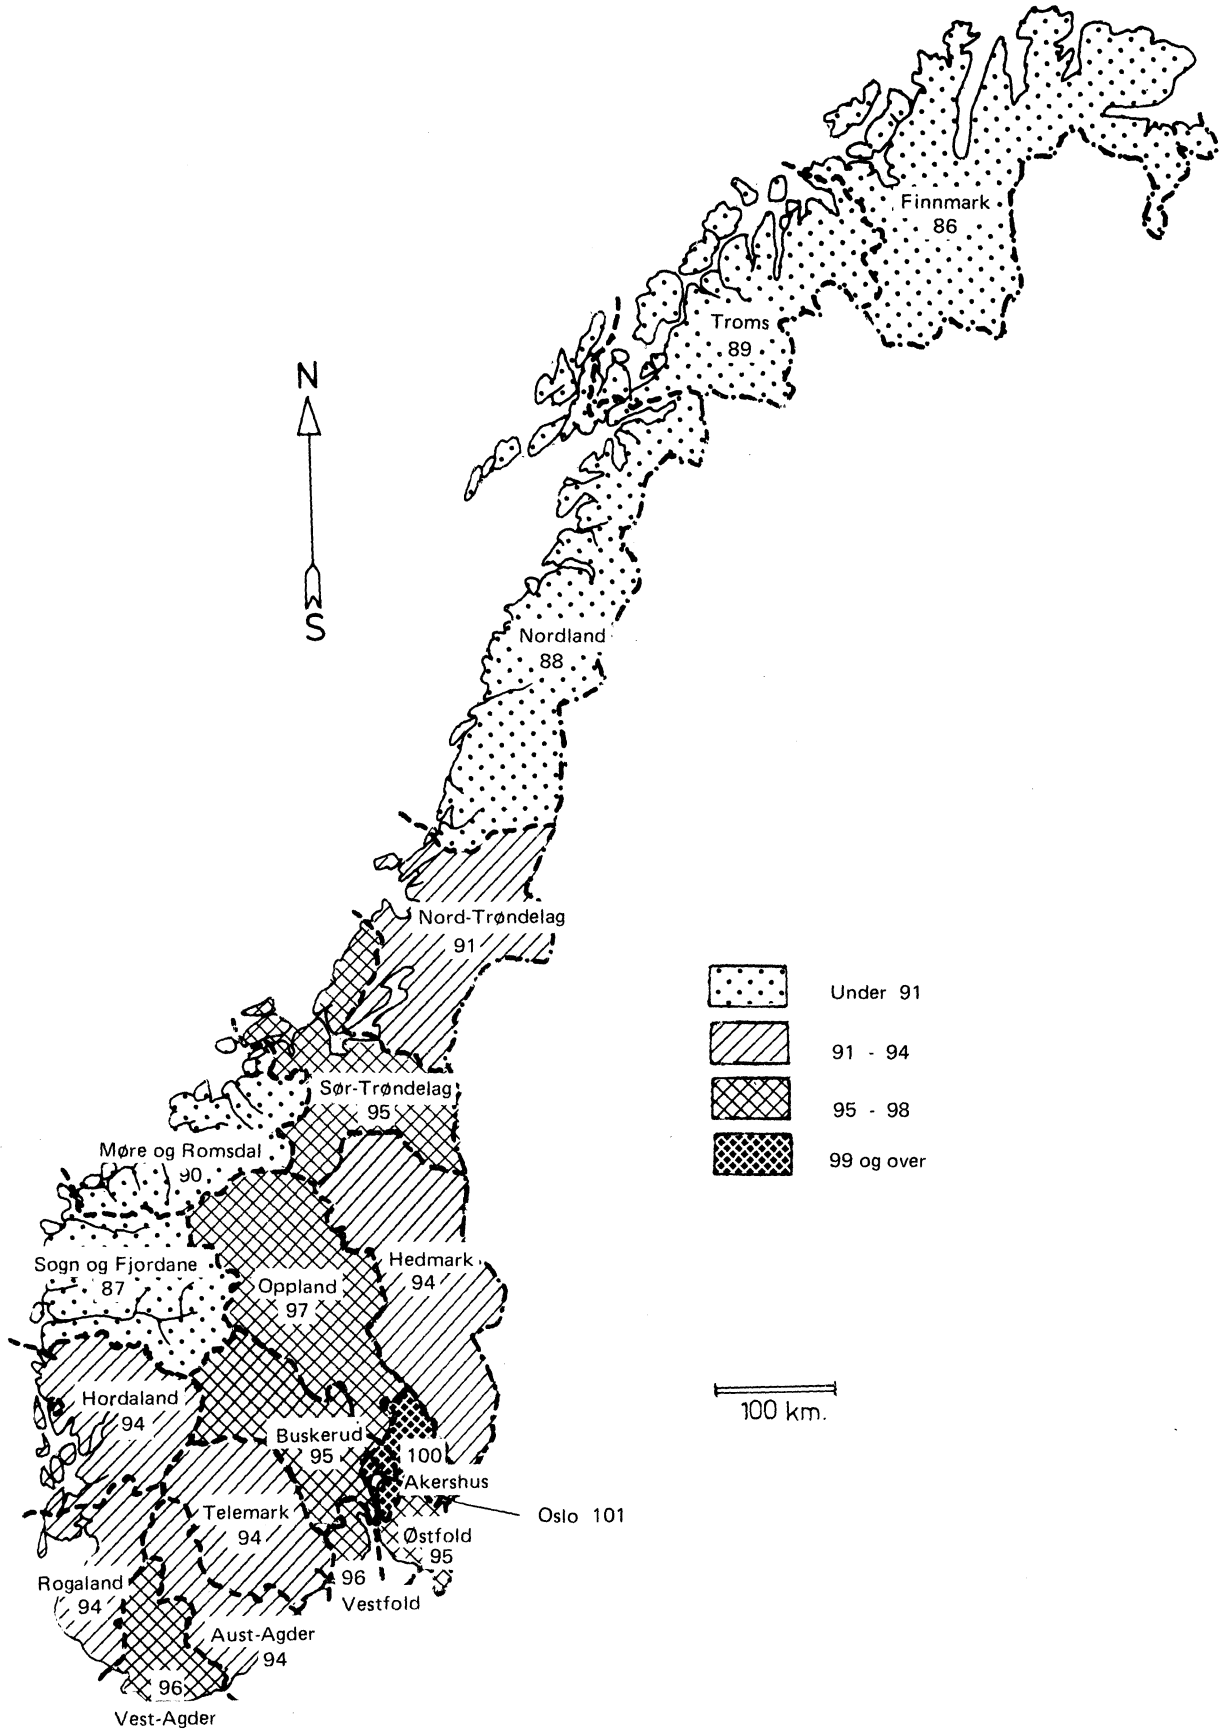 Finnmark
86
Troms
89
N
S
Nordland
88
Nord-Trøndelag
91
Under 91
91 - 94
95 - 98
99 og over
Sør-Trøndelag
95
Møre og Romsdal
90
Sogn og Fjordane
87
Hedmark
94
Oppland
97
100 km.
Hordaland
94
Buskerud
95
100
Akershus
Oslo 101
Telemark
94
Østfold
95
96
Vestfold
Rogaland
94
Aust-Agder
94
96
Vest-Agder